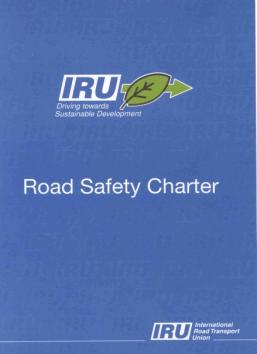 IRU
Driving towards
Sustainable Development
Road Safety Charter
IRU
International
Road Transport
Union